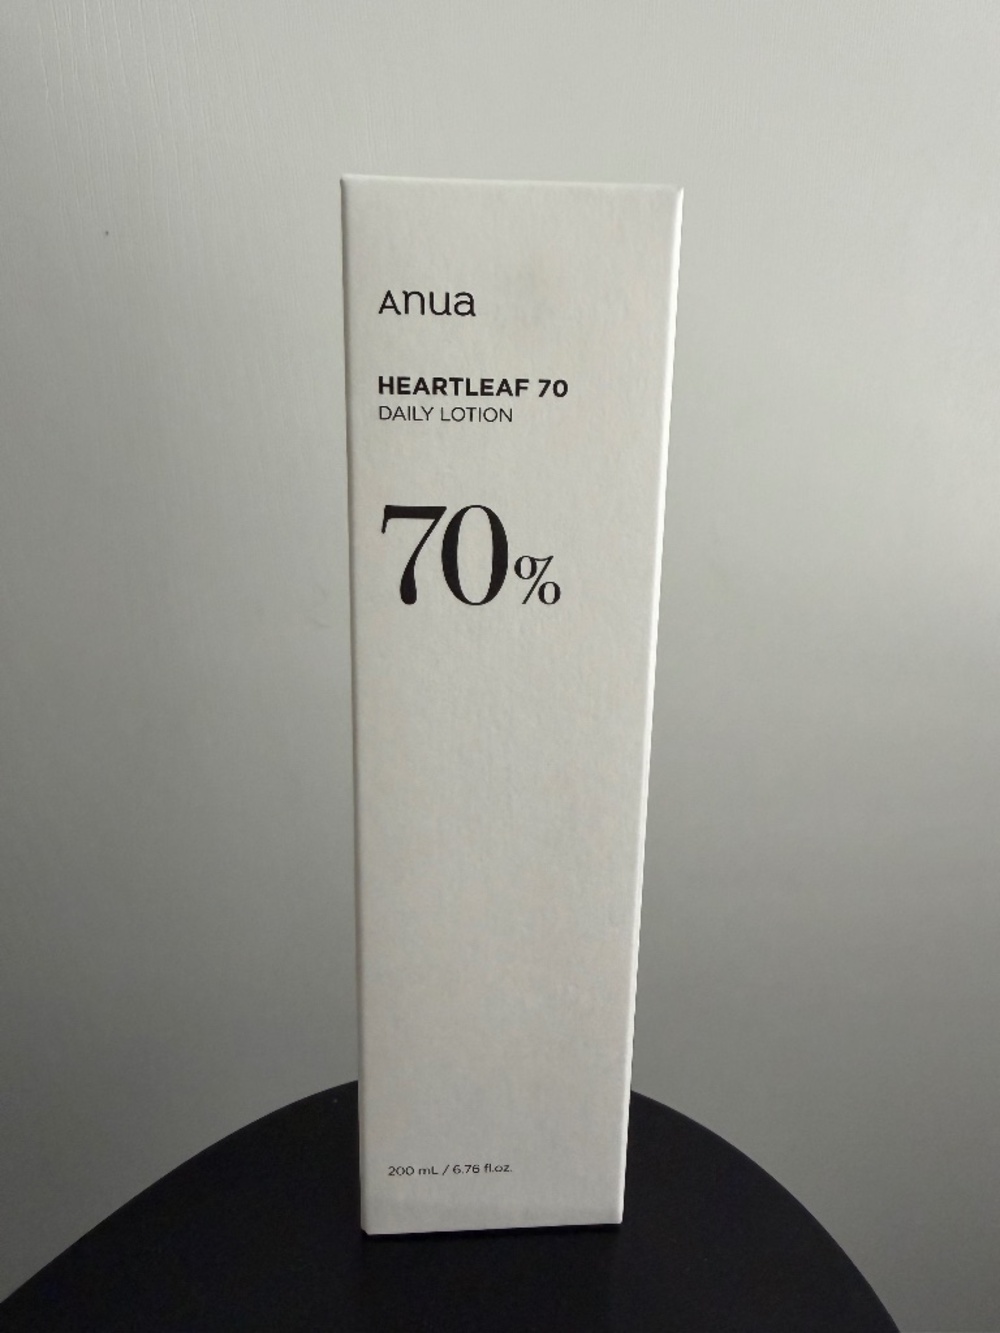 Anua
HEARTLEAF 70
DAILY LOTION
70%
200 mL / 6.76 fl.oz.